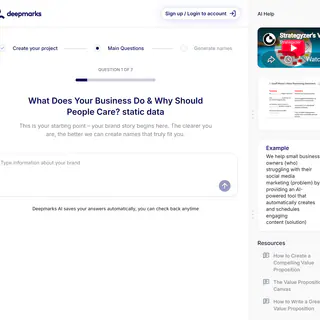 deepmarks
Sign up / Login to account
AI Help
Create your project
Main Questions
Generate names
QUESTION 1 OF 7
What Does Your Business Do & Why Should
People Care? static data
This is your starting point – your brand story begins here. The clearer you
are, the better we can create names that truly fit you.
Type information about your brand
Deepmarks AI saves your answers automatically, you can check back anytime
Strategyzer's V
Watch
Example
We help small business
owners (who)
struggling with their
social media
marketing (problem) by
providing an AI-
powered tool that
automatically creates
and schedules
engaging
content (solution)
Resources
How to Create a
Compelling Value
Proposition
The Value Proposition
Canvas
How to Write a Great
Value Proposition